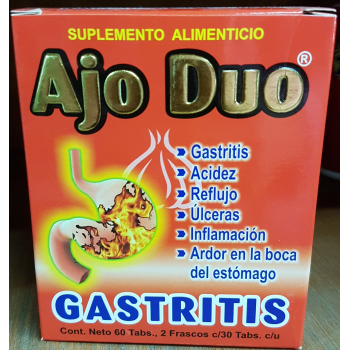 SUPLEMENTO ALIMENTICIO
Ajo Duo®
Gastritis
Acidez
Reflujo
Úlceras
Inflamación
Ardor en la boca
del estómago
GASTRITIS
Cont. Neto 60 Tabs., 2 Frascos c/30 Tabs. c/u